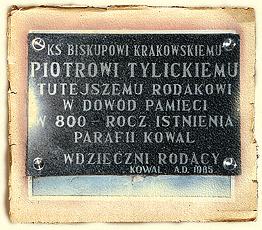 KS BISKUPOWI KRAKOWSKIEMU
PIOTROWI TYLICKIEMU
TUTEJSZEMU RODAKOWI
W DOWÓD PAMIĘCI
W 800-ROCZ ISTNIENIA
PARAFII KOWAL
WDZIĘCZNI RODACY
KOWAL A.D. 1985